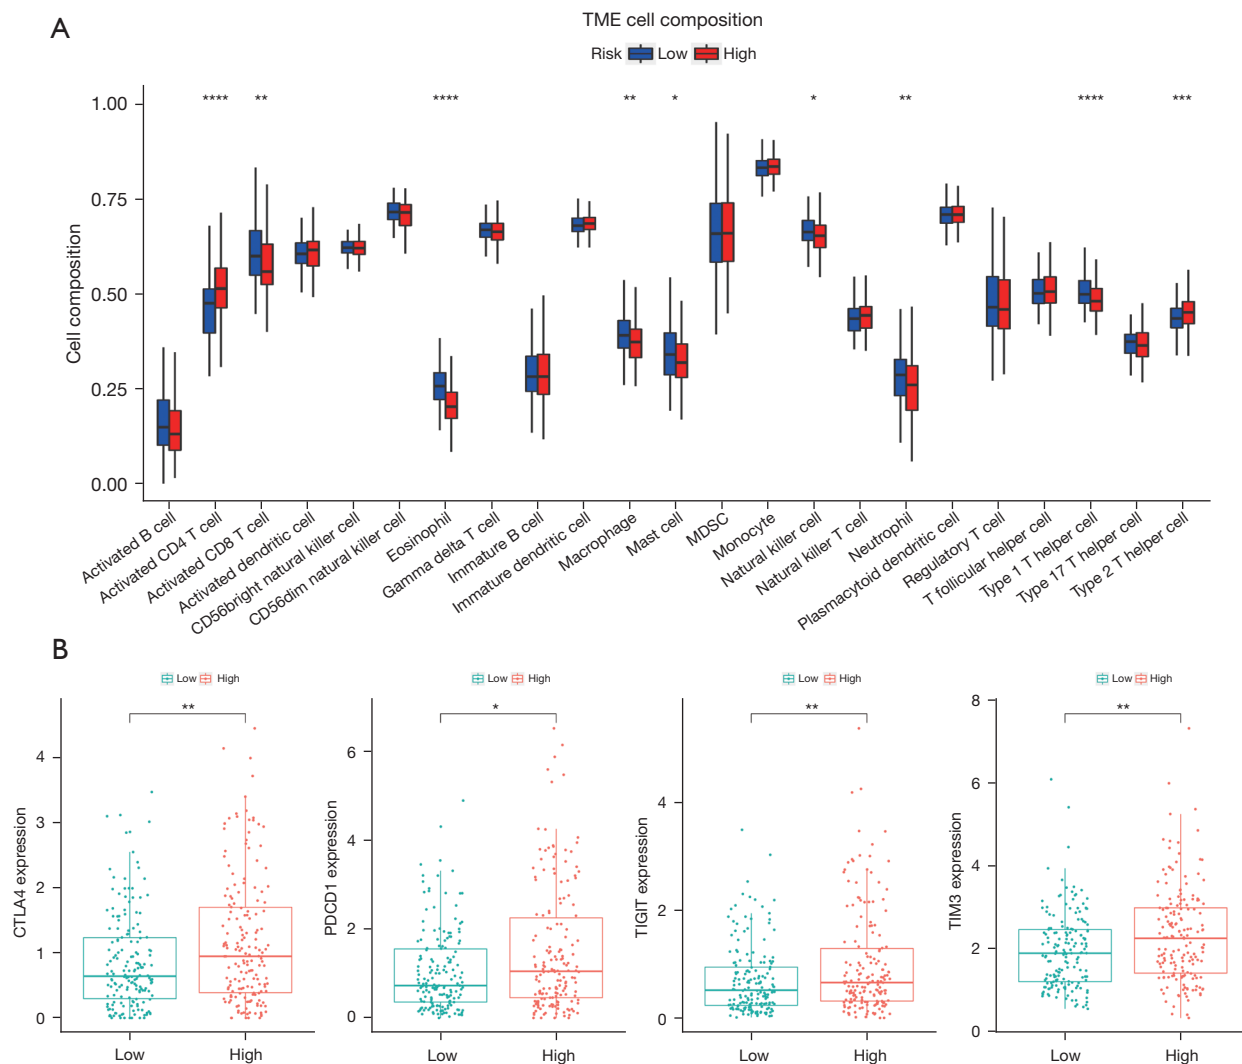 A
TME cell composition
Risk Low High
**** ** **** ** * * ** **** ***
Cell composition
1.00
0.75
0.50
0.25
0.00
Activated B cell
Activated CD4 T cell
Activated CD8 T cell
Activated dendritic cell
CD56bright natural killer cell
CD56dim natural killer cell
Eosinophil
Gamma delta T cell
Immature B cell
Immature dendritic cell
Macrophage
Mast cell
MDSC
Monocyte
Natural killer cell
Natural killer T cell
Neutrophil
Plasmacytoid dendritic cell
Regulatory T cell
T follicular helper cell
Type 1 T helper cell
Type 17 T helper cell
Type 2 T helper cell
B
Low High
**
CTLA4 expression
4
3
2
1
0
Low High
Low High
*
PDCD1 expression
6
4
2
0
Low High
Low High
**
TIGIT expression
4
2
0
Low High
Low High
**
TIM3 expression
8
6
4
2
0
Low High